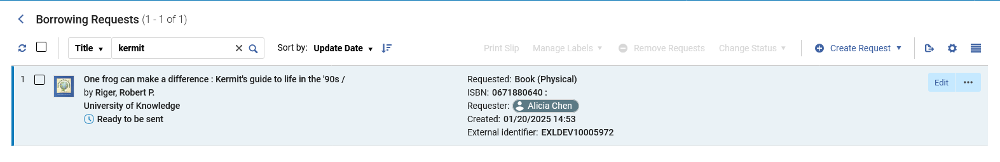 Borrowing Requests (1 - 1 of 1)
Title kermit Sort by: Update Date Print Slip Manage Labels Remove Requests Change Status Create Request
1 One frog can make a difference : Kermit's guide to life in the '90s /
by Riger, Robert P.
University of Knowledge
Ready to be sent
Requested: Book (Physical)
ISBN: 0671880640 :
Requester: Alicia Chen
Created: 01/20/2025 14:53
External identifier: EXLDEV10005972
Edit